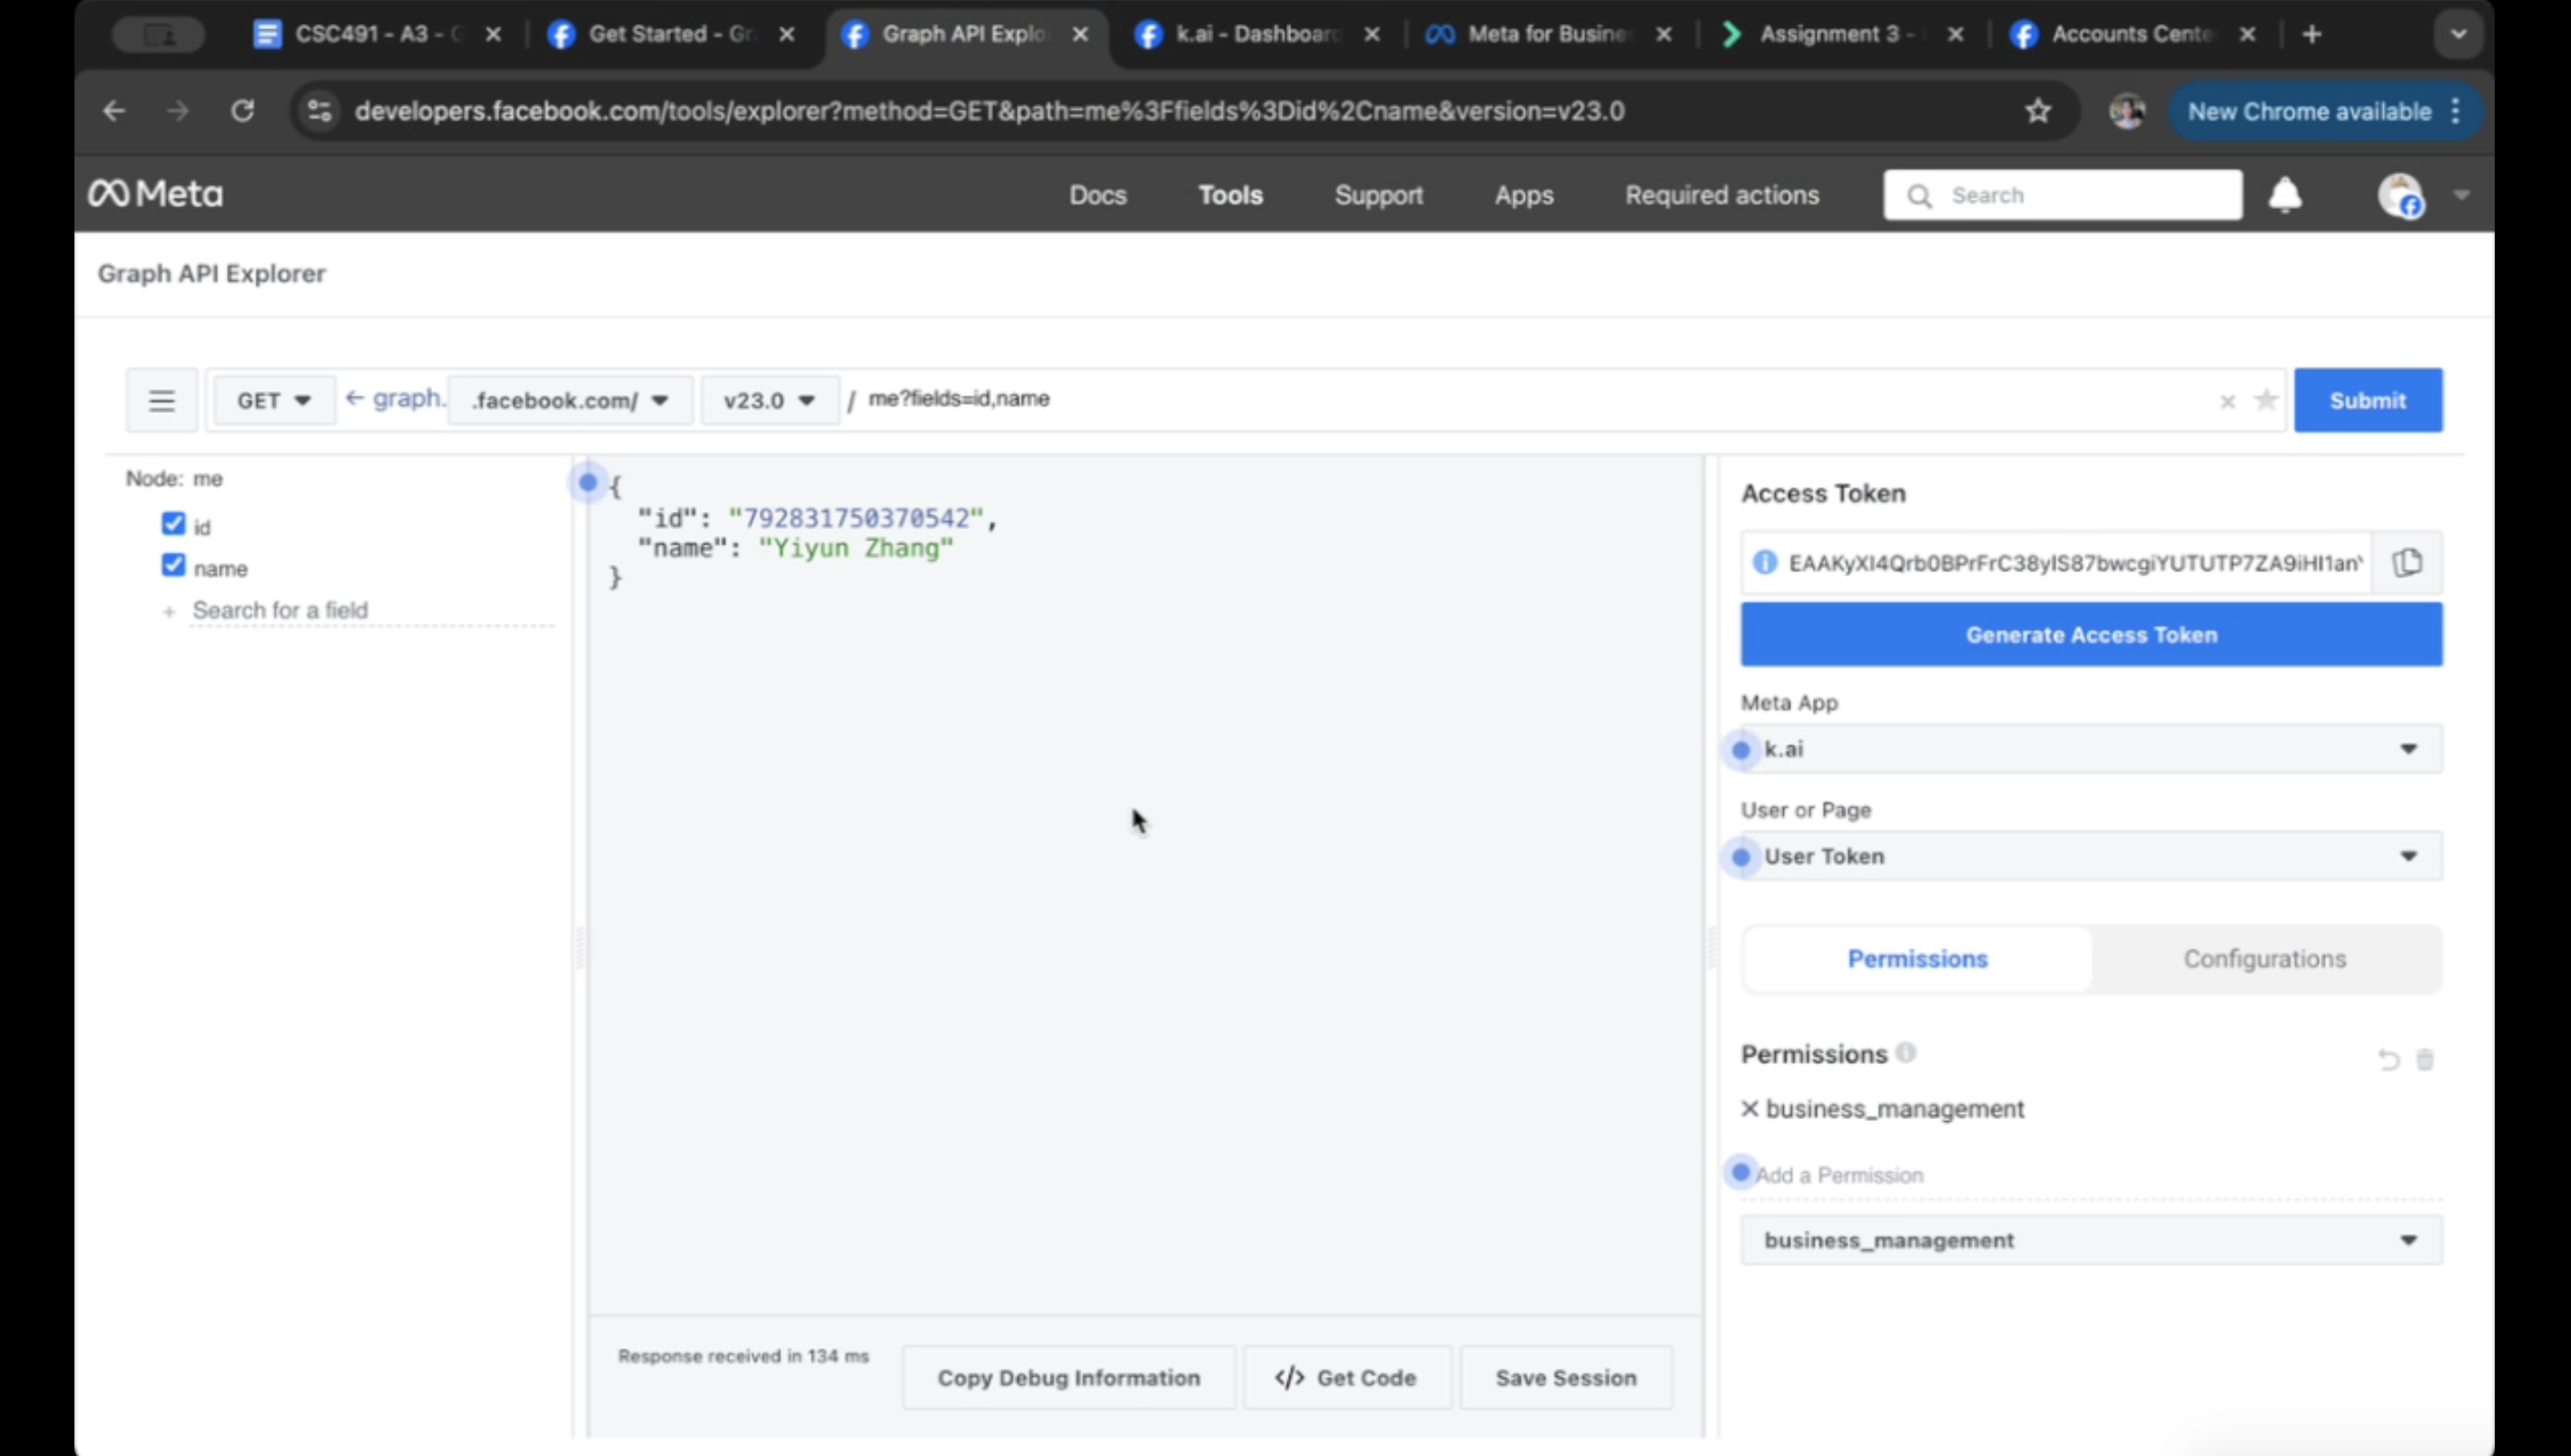 CSC491 - A3 - G
Get Started - Gr
Graph API Explo
k.ai - Dashboard
Meta for Busine
Assignment 3 -
Accounts Cente
developers.facebook.com/tools/explorer?method=GET&path=me%3Ffields%3Did%2Cname&version=v23.0
New Chrome available
Meta
Docs
Tools
Support
Apps
Required actions
Search
Graph API Explorer
GET
graph.
.facebook.com/
v23.0
/
me?fields=id,name
Submit
Node: me
id
name
+ Search for a field
{
"id": "792831750370542",
"name": "Yiyun Zhang"
}
Response received in 134 ms
Copy Debug Information
</> Get Code
Save Session
Access Token
Generate Access Token
Meta App
k.ai
User or Page
User Token
Permissions
Configurations
Permissions
business_management
Add a Permission
business_management